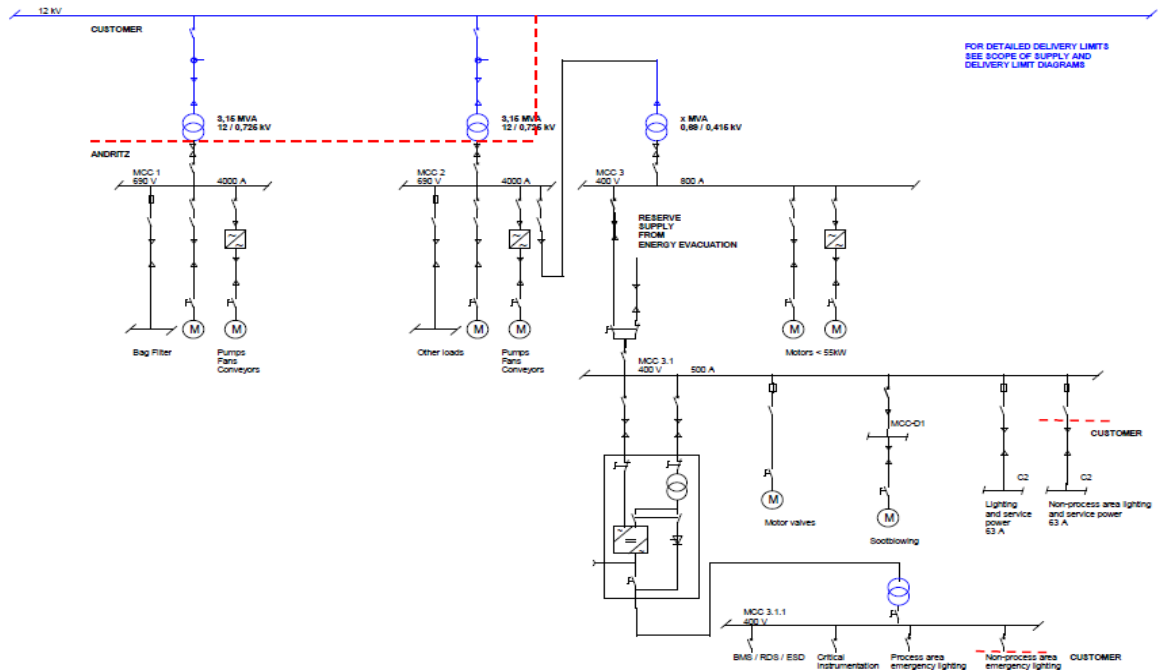 12 kV
CUSTOMER
FOR DETAILED DELIVERY LIMITS
SEE SCOPE OF SUPPLY AND
DELIVERY LIMIT DIAGRAMS
3,15 MVA
12 / 0,725 kV
3,15 MVA
12 / 0,725 kV
x MVA
0,69 / 0,415 kV
ANDRITZ
MCC 1
690 V
4000 A
MCC 2
690 V
4000 A
MCC 3
400 V
800 A
RESERVE
SUPPLY
FROM
ENERGY EVACUATION
M
M
M
M
M
M
Bag Filter
Pumps
Fans
Conveyors
Other loads
Pumps
Fans
Conveyors
Motors < 55kW
MCC 3.1
400 V
500 A
MCC-D1
CUSTOMER
C2
C2
M
Motor valves
M
Sootblowing
Lighting
and service
power
63 A
Non-process area lighting
and service power
63 A
MCC 3.1.1
400 V
BMS / RDS / ESD
Critical
Instrumentation
Process area
emergency lighting
Non-process area
emergency lighting
CUSTOMER